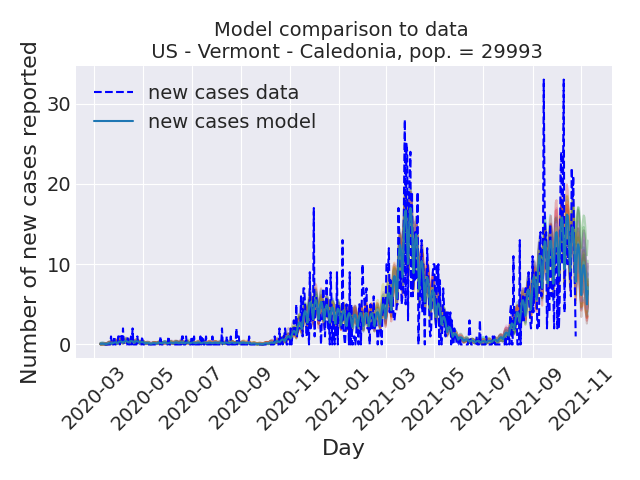 Model comparison to data
US - Vermont - Caledonia, pop. = 29993
new cases data
new cases model
Number of new cases reported
30
20
10
0
2020-03
2020-05
2020-07
2020-09
2020-11
2021-01
2021-03
2021-05
2021-07
2021-09
2021-11
Day